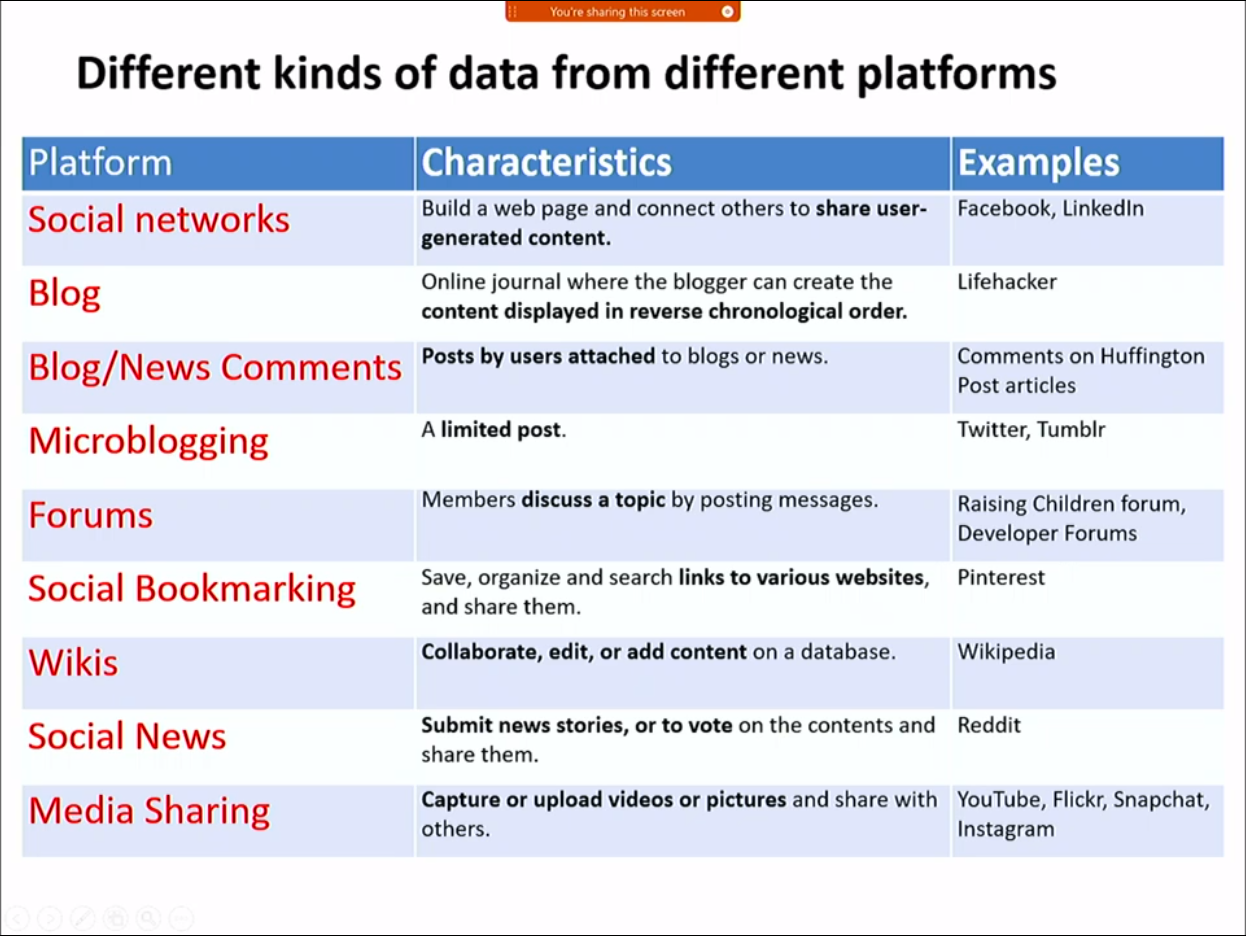 You're sharing this screen
Different kinds of data from different platforms
Platform
Characteristics
Examples
Social networks
Build a web page and connect others to share user-
generated content.
Facebook, LinkedIn
Blog
Online journal where the blogger can create the
content displayed in reverse chronological order.
Lifehacker
Blog/News Comments
Posts by users attached to blogs or news.
Comments on Huffington
Post articles
Microblogging
A limited post.
Twitter, Tumblr
Forums
Members discuss a topic by posting messages.
Raising Children forum,
Developer Forums
Social Bookmarking
Save, organize and search links to various websites,
and share them.
Pinterest
Wikis
Collaborate, edit, or add content on a database.
Wikipedia
Social News
Submit news stories, or to vote on the contents and
share them.
Reddit
Media Sharing
Capture or upload videos or pictures and share with
others.
YouTube, Flickr, Snapchat,
Instagram